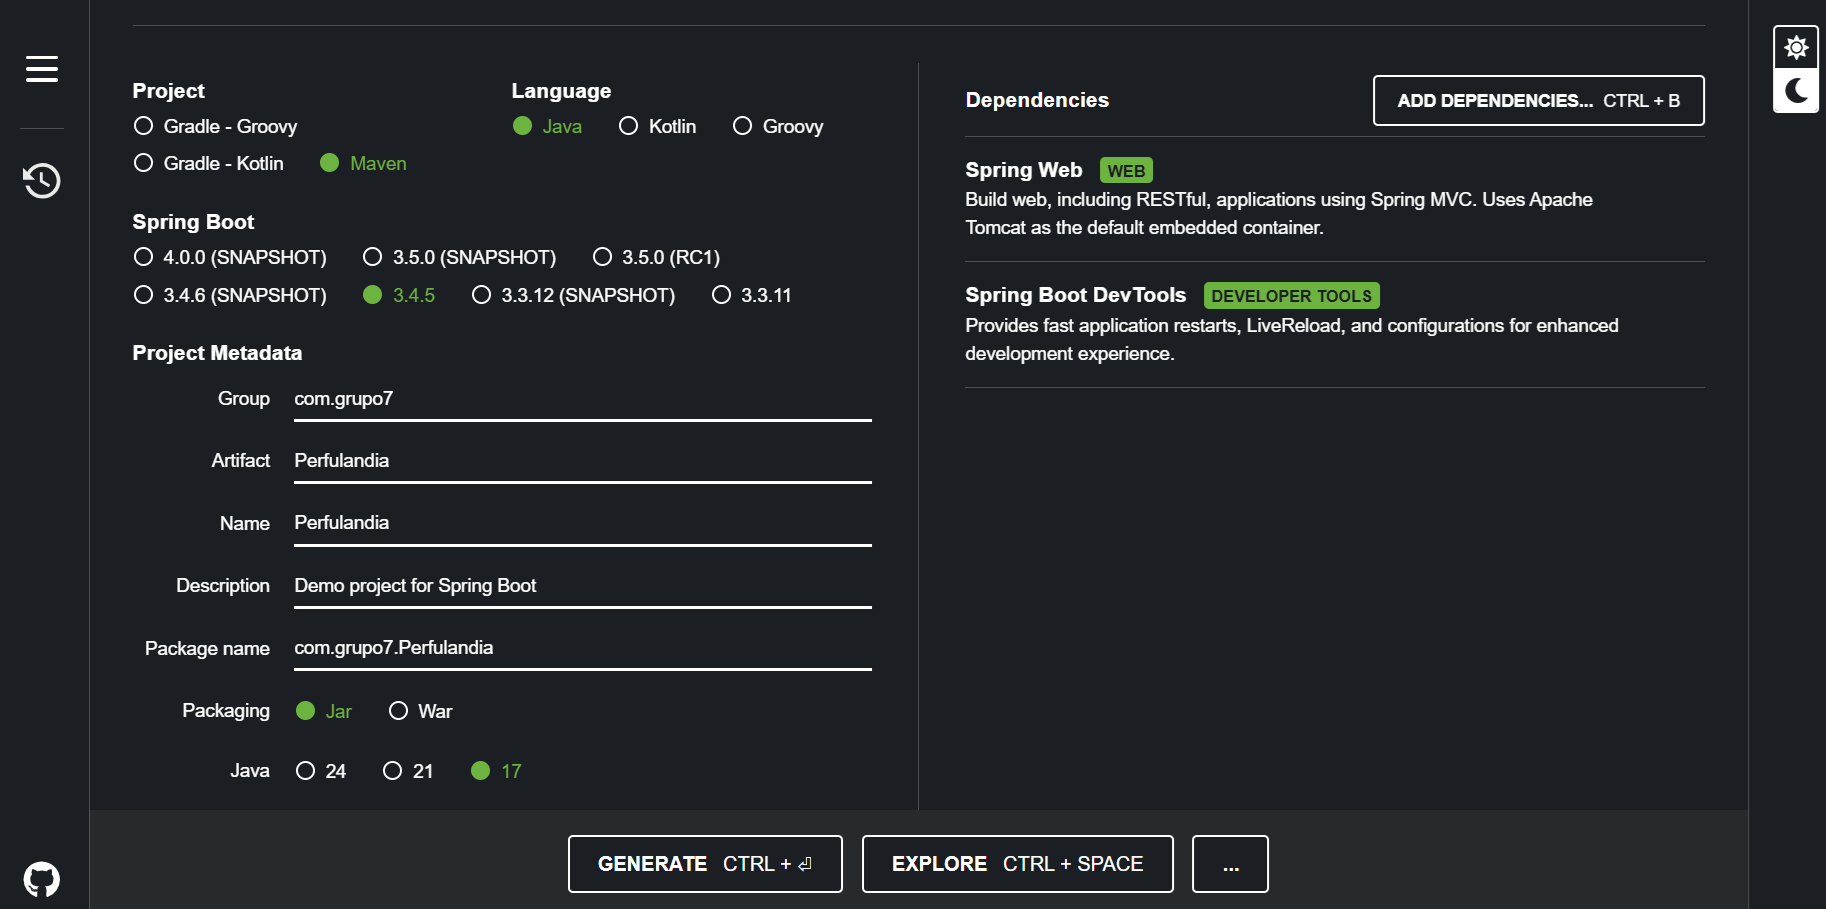 Project
Gradle - Groovy
Gradle - Kotlin Maven
Language
Java Kotlin Groovy
Spring Boot
4.0.0 (SNAPSHOT) 3.5.0 (SNAPSHOT) 3.5.0 (RC1)
3.4.6 (SNAPSHOT) 3.4.5 3.3.12 (SNAPSHOT) 3.3.11
Project Metadata
Group com.grupo7
Artifact Perfulandia
Name Perfulandia
Description Demo project for Spring Boot
Package name com.grupo7.Perfulandia
Packaging Jar War
Java 24 21 17
Dependencies ADD DEPENDENCIES... CTRL + B
Spring Web WEB
Build web, including RESTful, applications using Spring MVC. Uses Apache
Tomcat as the default embedded container.
Spring Boot DevTools DEVELOPER TOOLS
Provides fast application restarts, LiveReload, and configurations for enhanced
development experience.
GENERATE CTRL + ⏎ EXPLORE CTRL + SPACE ...